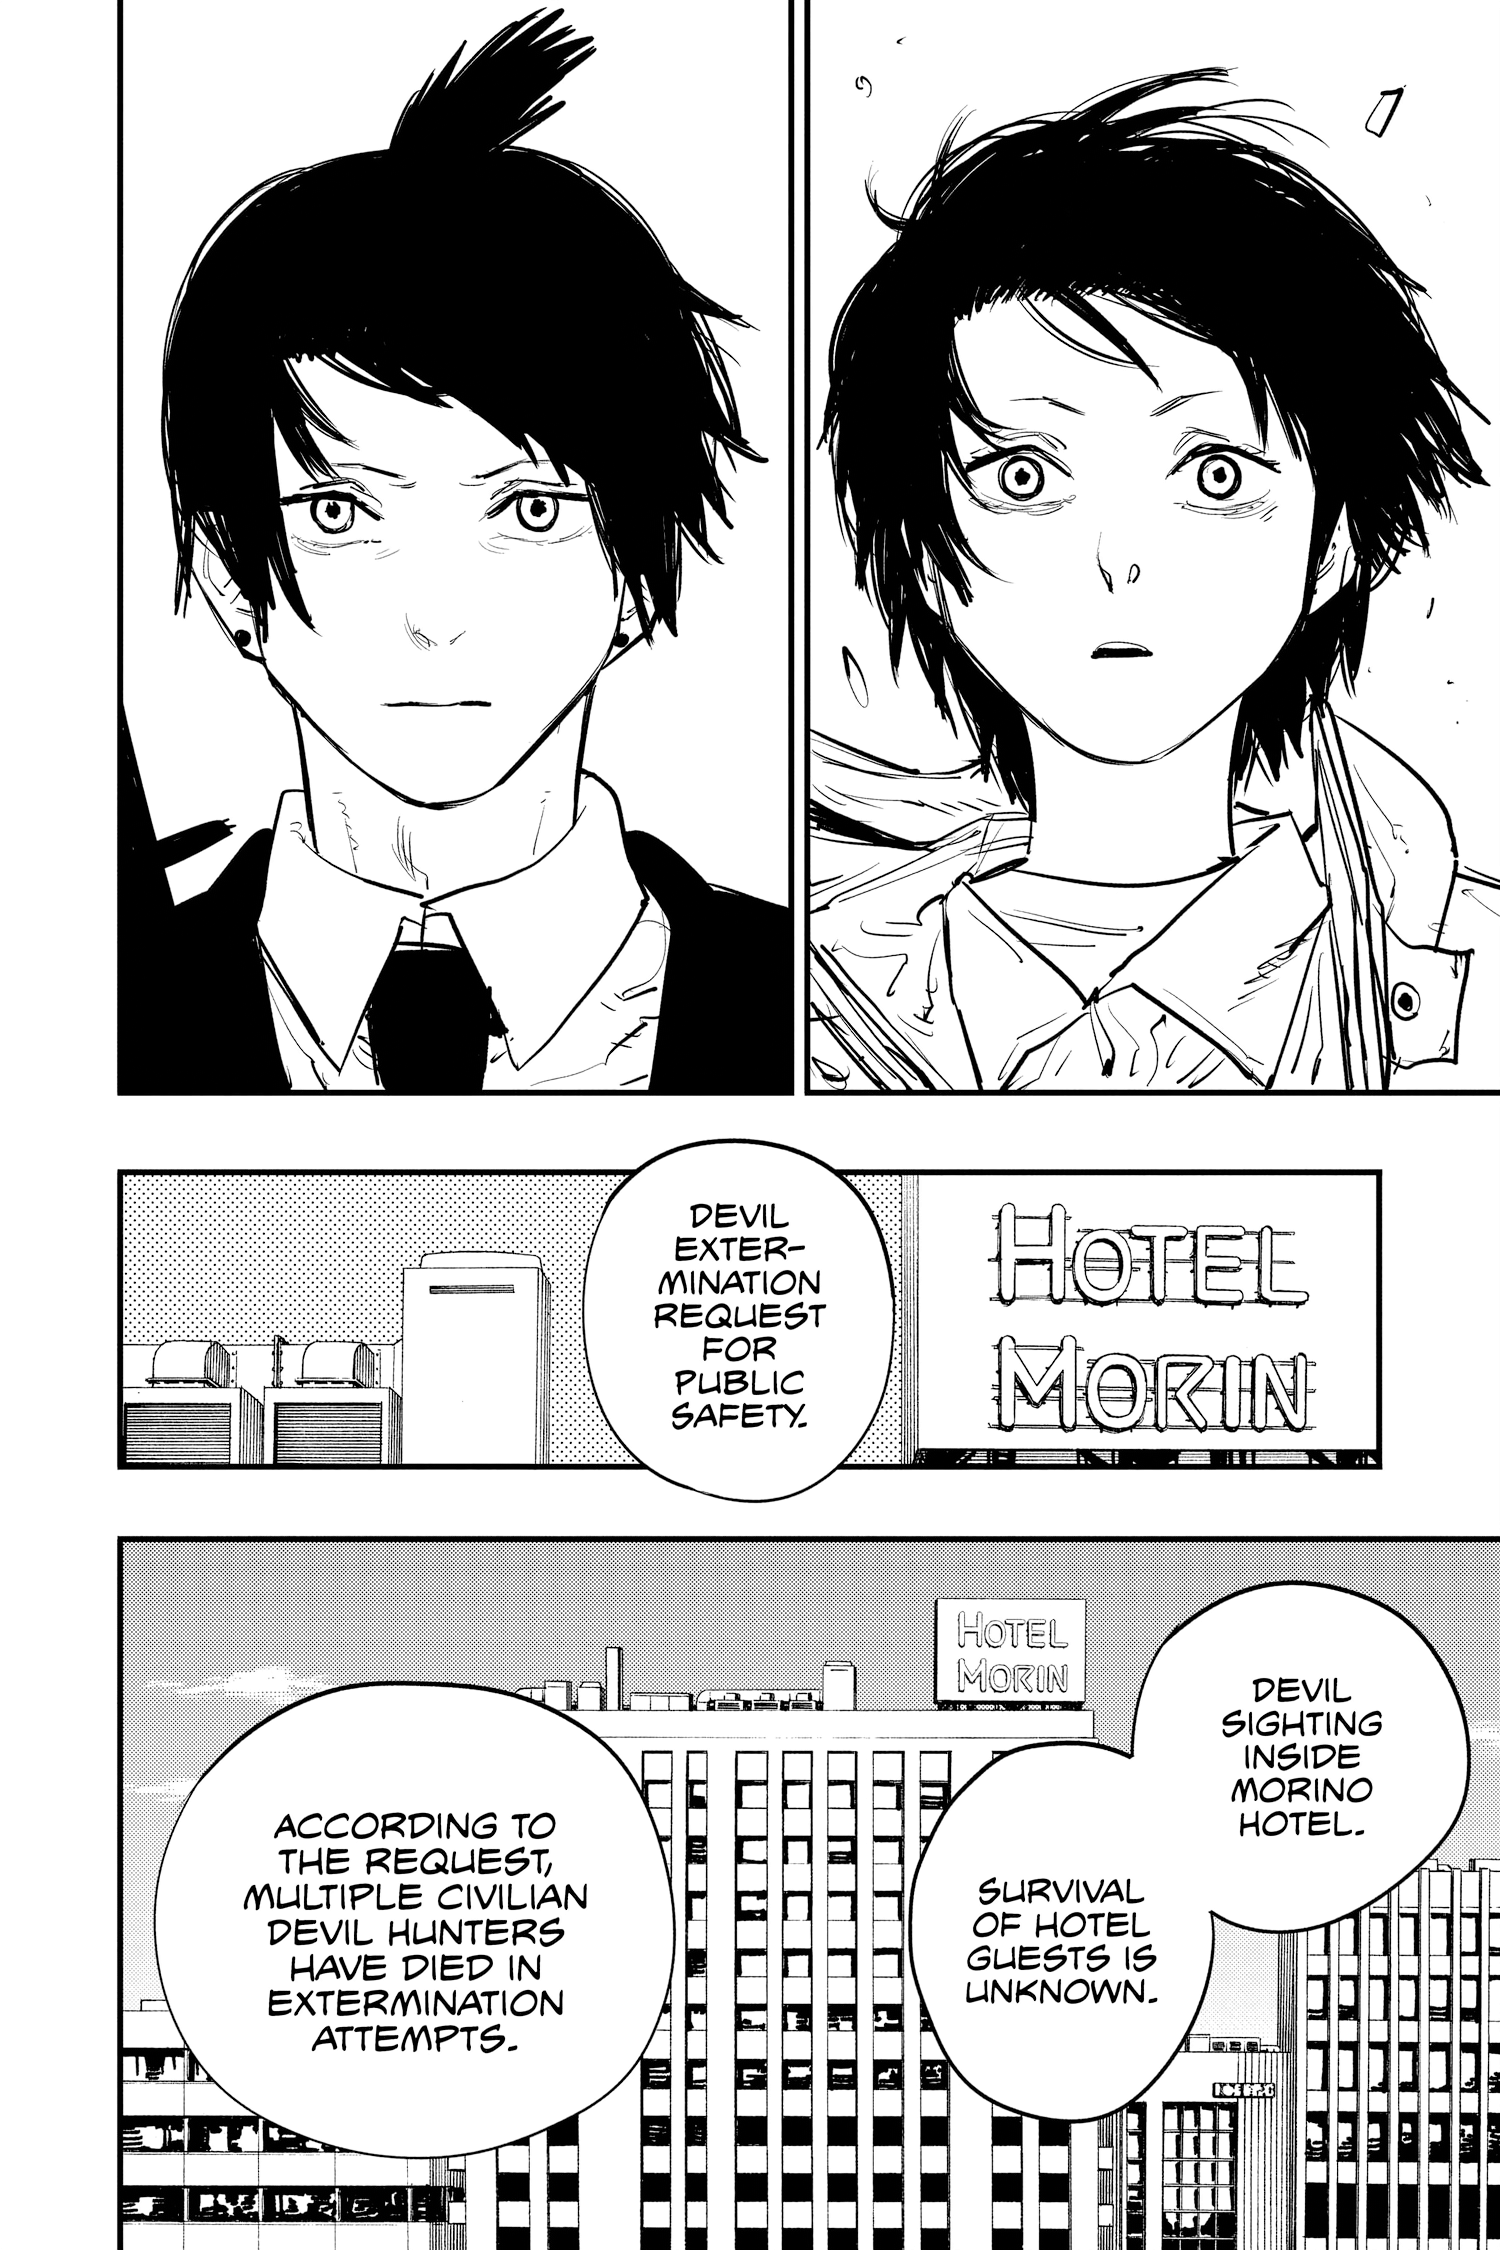 HOTEL
MORIN
DEVIL
EXTER-
MINATION
REQUEST
FOR
PUBLIC
SAFETY.
HOTEL
MORIN
DEVIL
SIGHTING
INSIDE
MORINO
HOTEL.
SURVIVAL
OF HOTEL
GUESTS IS
UNKNOWN.
ACCORDING TO
THE REQUEST,
MULTIPLE CIVILIAN
DEVIL HUNTERS
HAVE DIED IN
EXTERMINATION
ATTEMPTS.